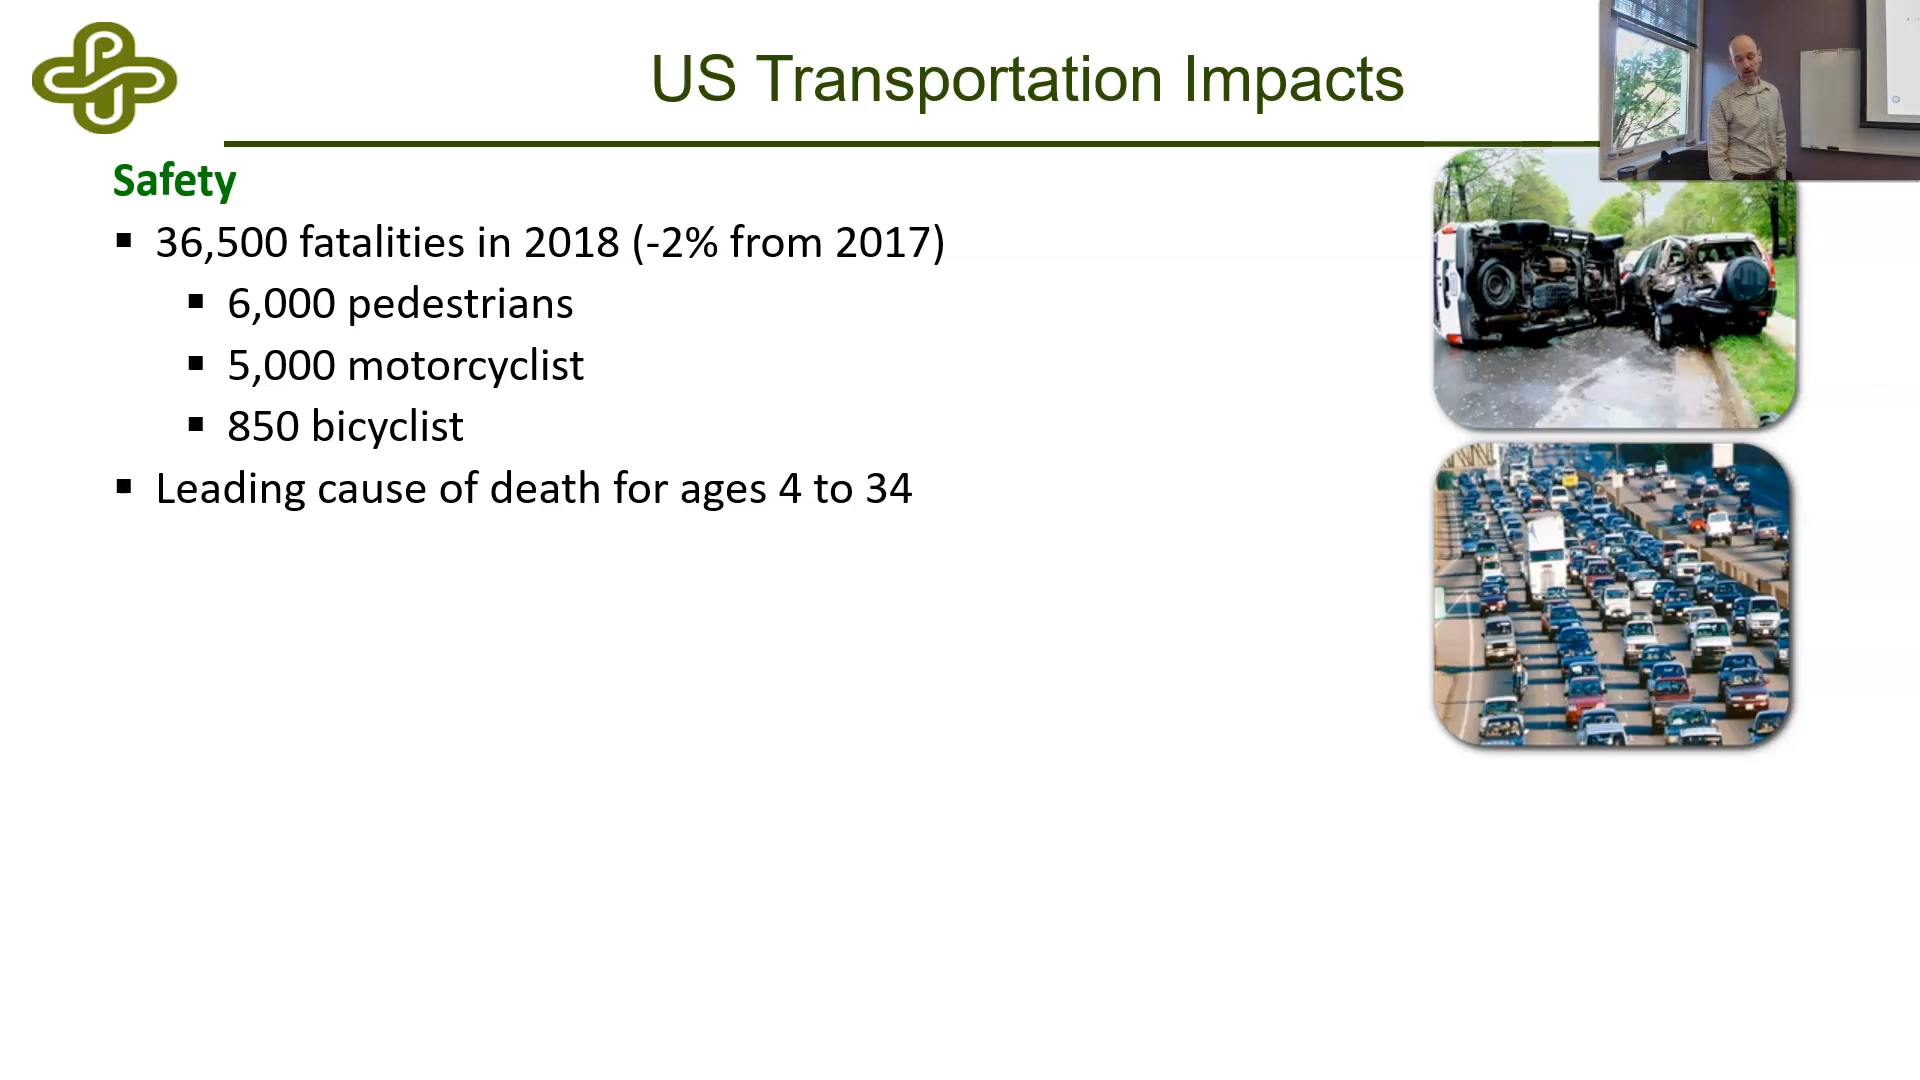 US Transportation Impacts
Safety
▪ 36,500 fatalities in 2018 (-2% from 2017)
▪ 6,000 pedestrians
▪ 5,000 motorcyclist
▪ 850 bicyclist
▪ Leading cause of death for ages 4 to 34